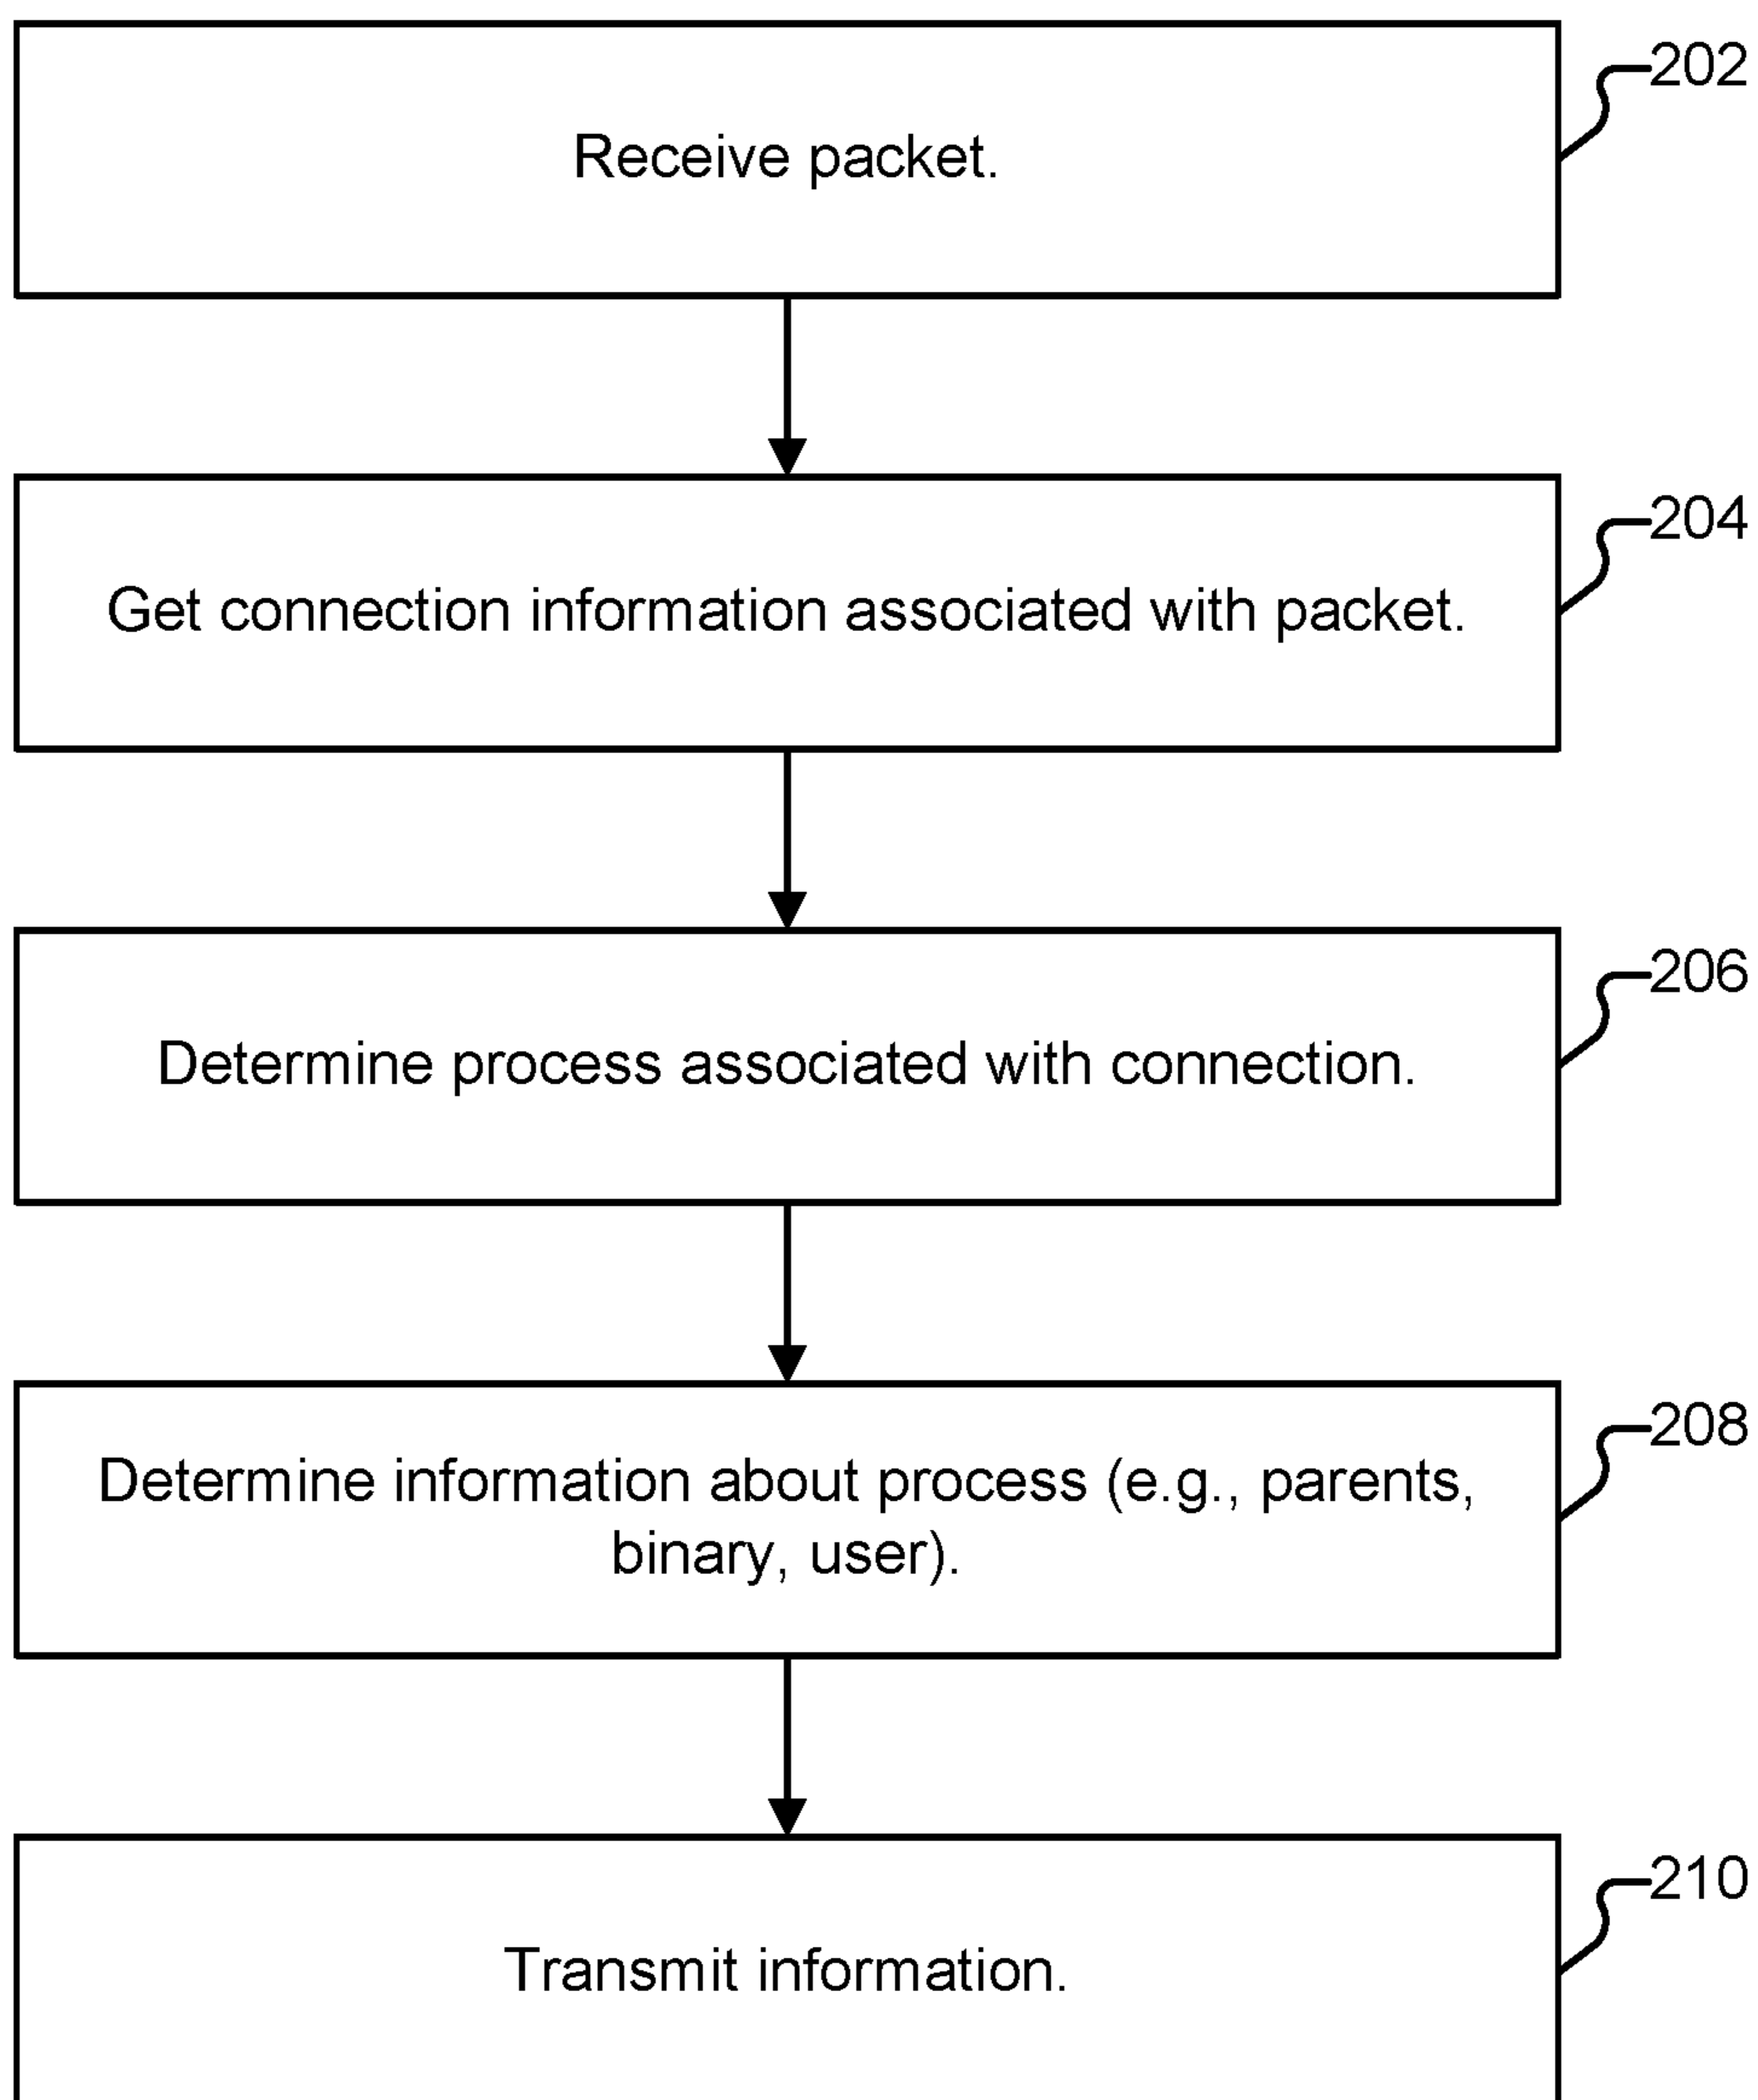 202
Receive packet.
204
Get connection information associated with packet.
206
Determine process associated with connection.
208
Determine information about process (e.g., parents,
binary, user).
210
Transmit information.